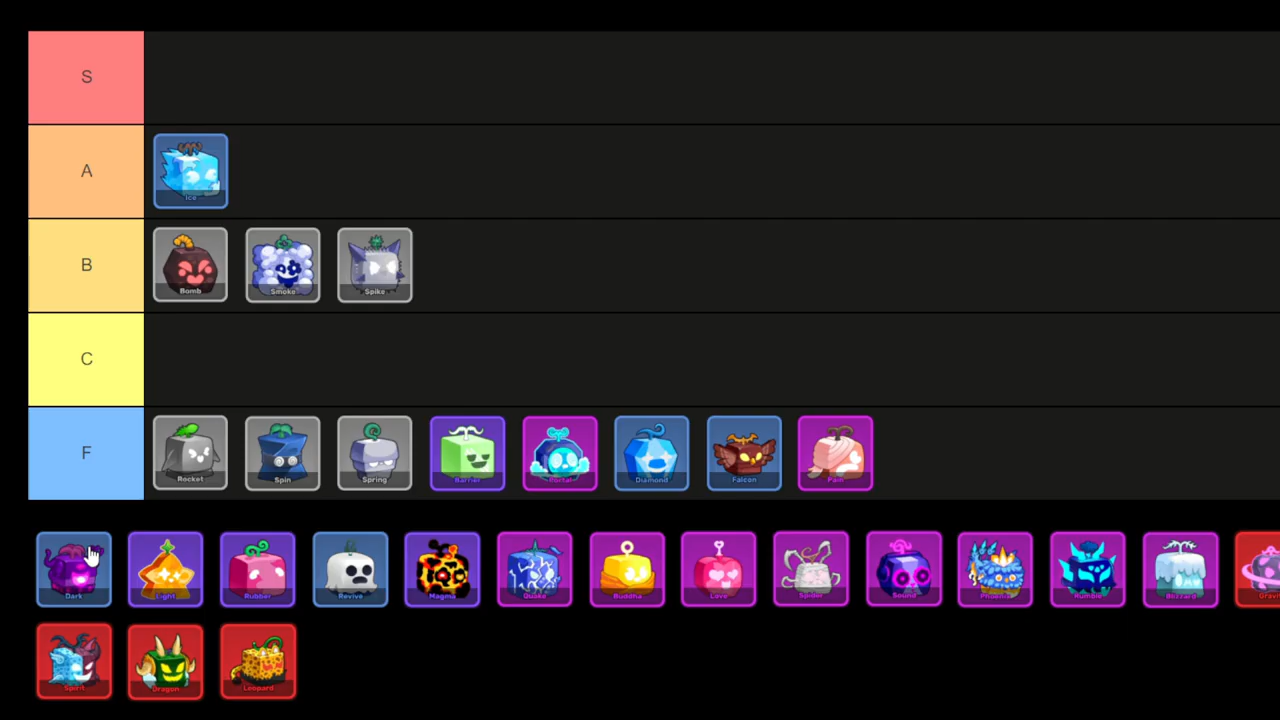 S
A
Ice
B
Bomb Smoke Spike
C
F
Rocket Spin Spring Barrier Portal Diamond Falcon Pain
Dark Light Rubber Revive Magma Quake Buddha Love Spider Sound Phoenix Rumble Blizzard Gravi
Spirit Dragon Leopard